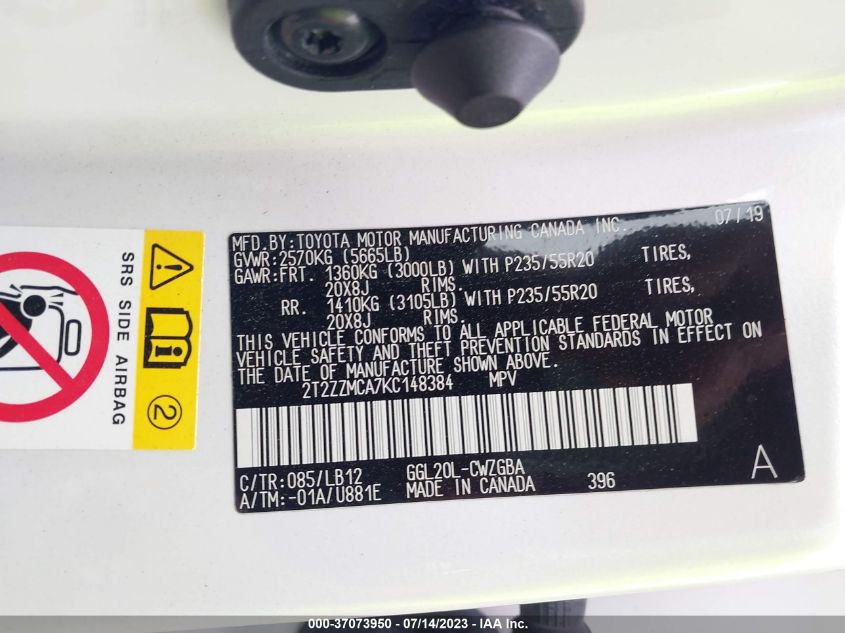 MFD.BY:TOYOTA MOTOR MANUFACTURING CANADA INC. 07/19
GVWR:2570KG (5665LB)
GAWR:FRT. 1360KG (3000LB) WITH P235/55R20 TIRES,
20X8J RIMS.
RR. 1410KG (3105LB) WITH P235/55R20 TIRES,
20X8J RIMS.
THIS VEHICLE CONFORMS TO ALL APPLICABLE FEDERAL MOTOR
VEHICLE SAFETY AND THEFT PREVENTION STANDARDS IN EFFECT ON
THE DATE OF MANUFACTURE SHOWN ABOVE.
2T2ZZMCA7KC148384 MPV
C/TR:085/LB12 GGL20L-CWZGBA A
A/TM:-01A/U881E MADE IN CANADA 396
SRS SIDE AIRBAG
2
000-37073950 - 07/14/2023 - IAA Inc.